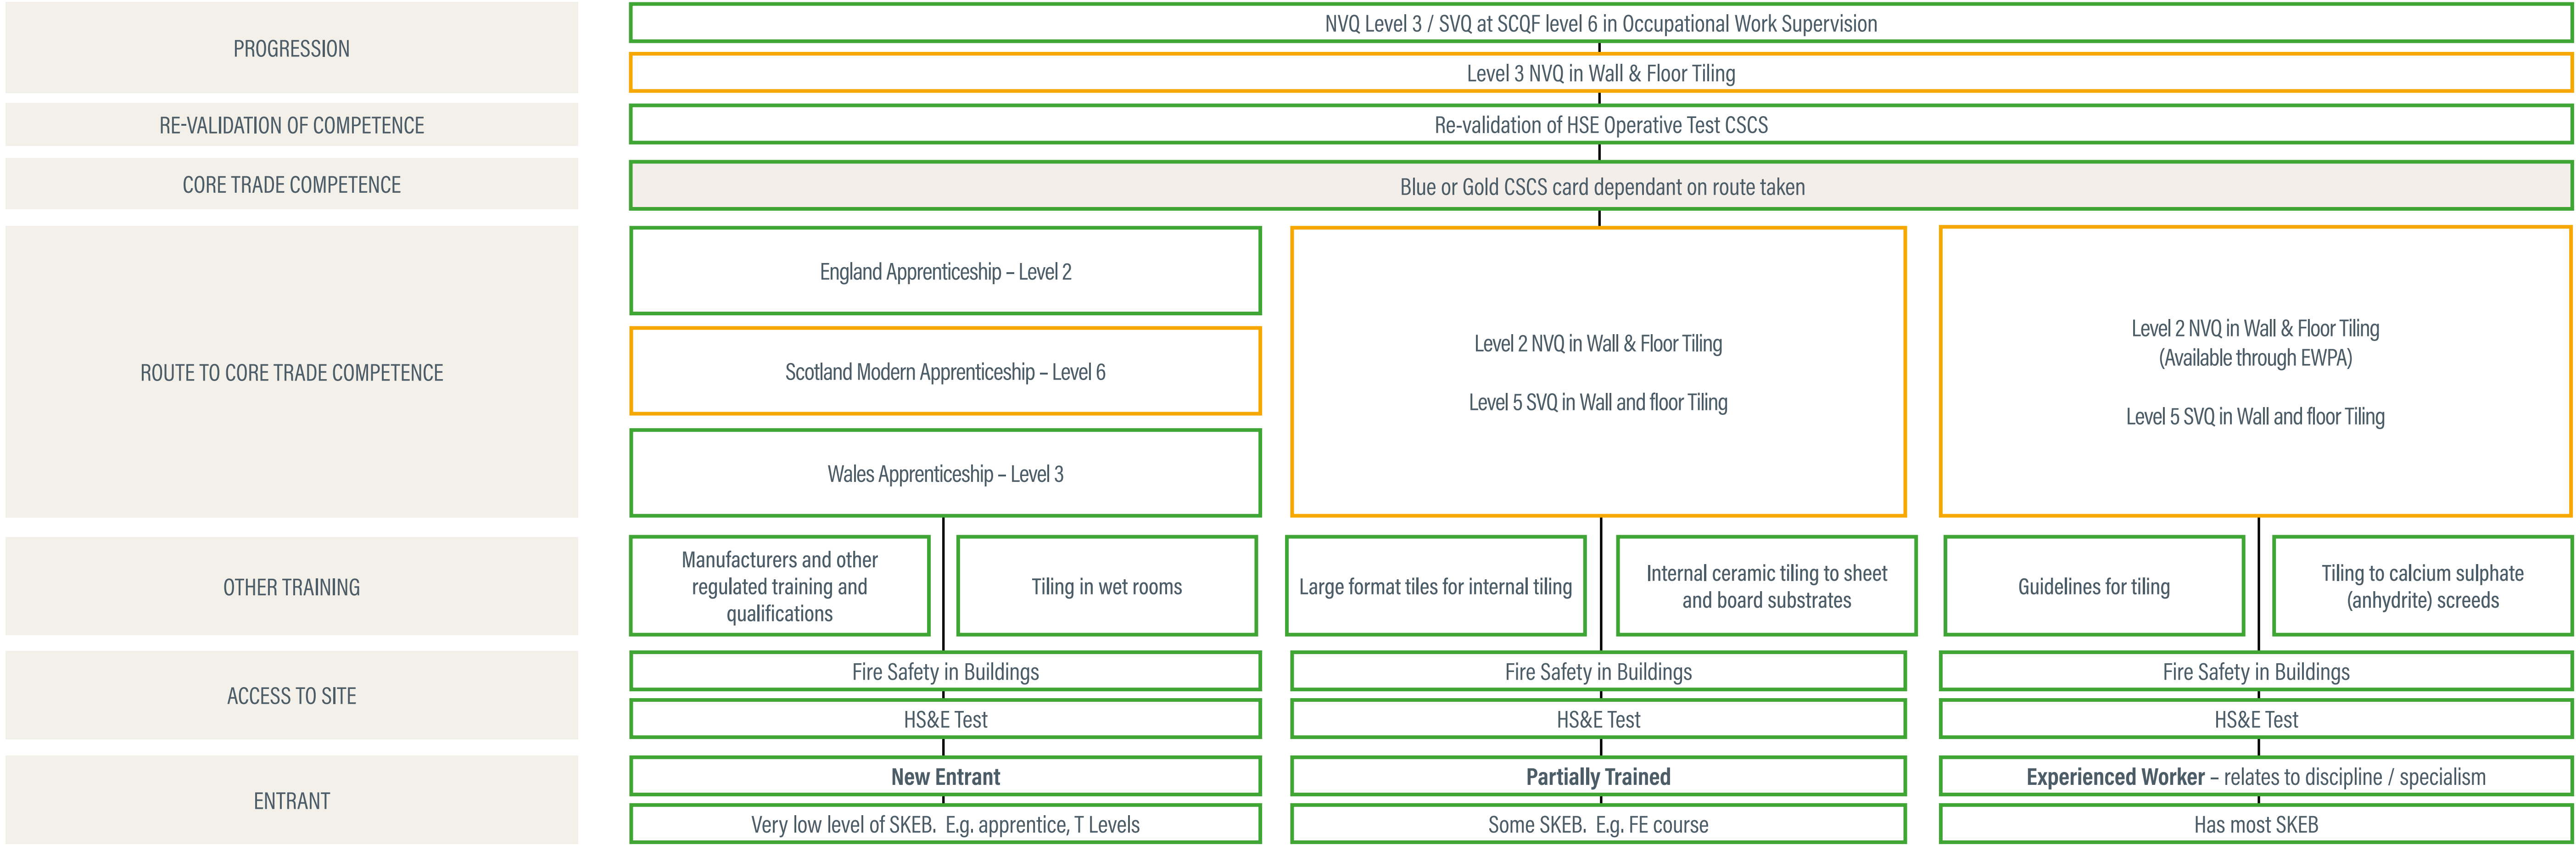 PROGRESSION
NVQ Level 3 / SVQ at SCQF level 6 in Occupational Work Supervision
Level 3 NVQ in Wall & Floor Tiling
RE-VALIDATION OF COMPETENCE
Re-validation of HSE Operative Test CSCS
CORE TRADE COMPETENCE
Blue or Gold CSCS card dependant on route taken
ROUTE TO CORE TRADE COMPETENCE
England Apprenticeship – Level 2
Scotland Modern Apprenticeship – Level 6
Wales Apprenticeship – Level 3
Level 2 NVQ in Wall & Floor Tiling
Level 5 SVQ in Wall and floor Tiling
Level 2 NVQ in Wall & Floor Tiling
(Available through EWPA)
Level 5 SVQ in Wall and floor Tiling
OTHER TRAINING
Manufacturers and other
regulated training and
qualifications
Tiling in wet rooms
Large format tiles for internal tiling
Internal ceramic tiling to sheet
and board substrates
Guidelines for tiling
Tiling to calcium sulphate
(anhydrite) screeds
ACCESS TO SITE
Fire Safety in Buildings
Fire Safety in Buildings
Fire Safety in Buildings
HS&E Test
HS&E Test
HS&E Test
ENTRANT
New Entrant
Partially Trained
Experienced Worker – relates to discipline / specialism
Very low level of SKEB. E.g. apprentice, T Levels
Some SKEB. E.g. FE course
Has most SKEB